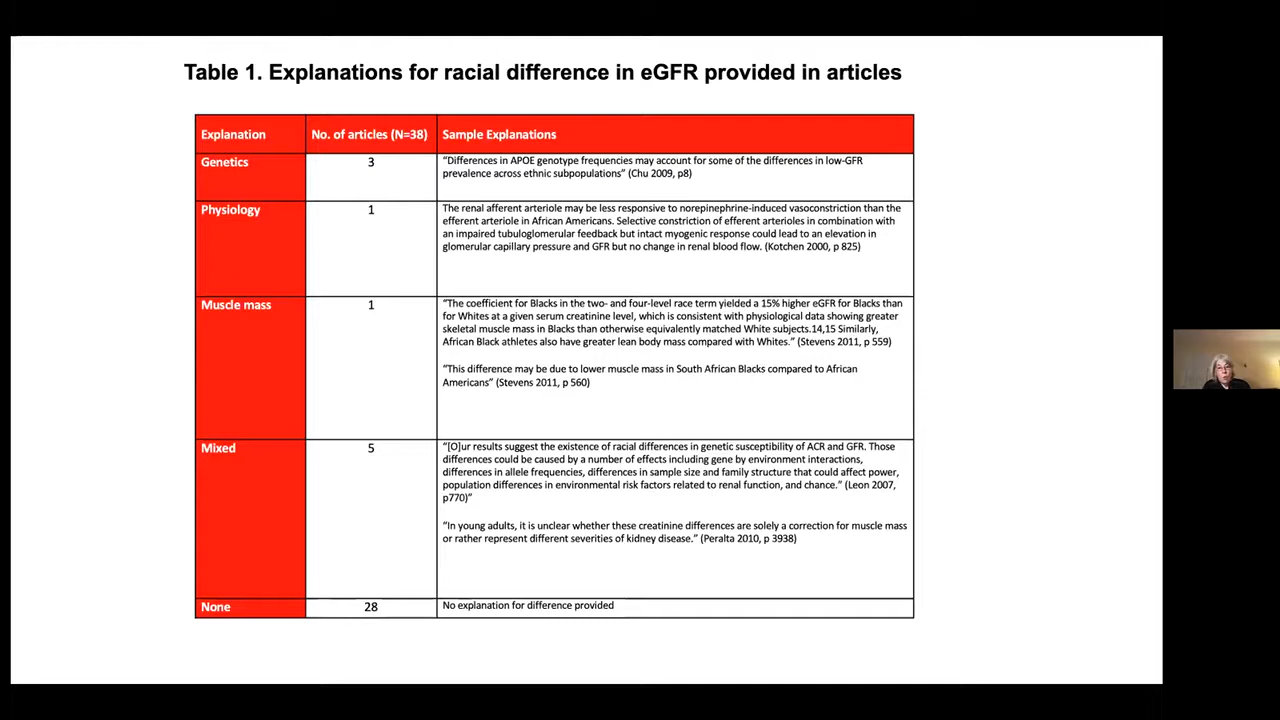 Table 1. Explanations for racial difference in eGFR provided in articles
Explanation
No. of articles (N=38)
Sample Explanations
Genetics
3
"Differences in APOE genotype frequencies may account for some of the differences in low-GFR
prevalence across ethnic subpopulations" (Chu 2009, p8)
Physiology
1
The renal afferent arteriole may be less responsive to norepinephrine-induced vasoconstriction than the
efferent arteriole in African Americans. Selective constriction of efferent arterioles in combination with
an impaired tubuloglomerular feedback but intact myogenic response could lead to an elevation in
glomerular capillary pressure and GFR but no change in renal blood flow. (Kotchen 2000, p 825)
Muscle mass
1
"The coefficient for Blacks in the two- and four-level race term yielded a 15% higher eGFR for Blacks than
for Whites at a given serum creatinine level, which is consistent with physiological data showing greater
skeletal muscle mass in Blacks than otherwise equivalently matched White subjects.14,15 Similarly,
African Black athletes also have greater lean body mass compared with Whites." (Stevens 2011, p 559)
"This difference may be due to lower muscle mass in South African Blacks compared to African
Americans" (Stevens 2011, p 560)
Mixed
5
"[O]ur results suggest the existence of racial differences in genetic susceptibility of ACR and GFR. Those
differences could be caused by a number of effects including gene by environment interactions,
differences in allele frequencies, differences in sample size and family structure that could affect power,
population differences in environmental risk factors related to renal function, and chance." (Leon 2007,
p770)"
"In young adults, it is unclear whether these creatinine differences are solely a correction for muscle mass
or rather represent different severities of kidney disease." (Peralta 2010, p 3938)
None
28
No explanation for difference provided